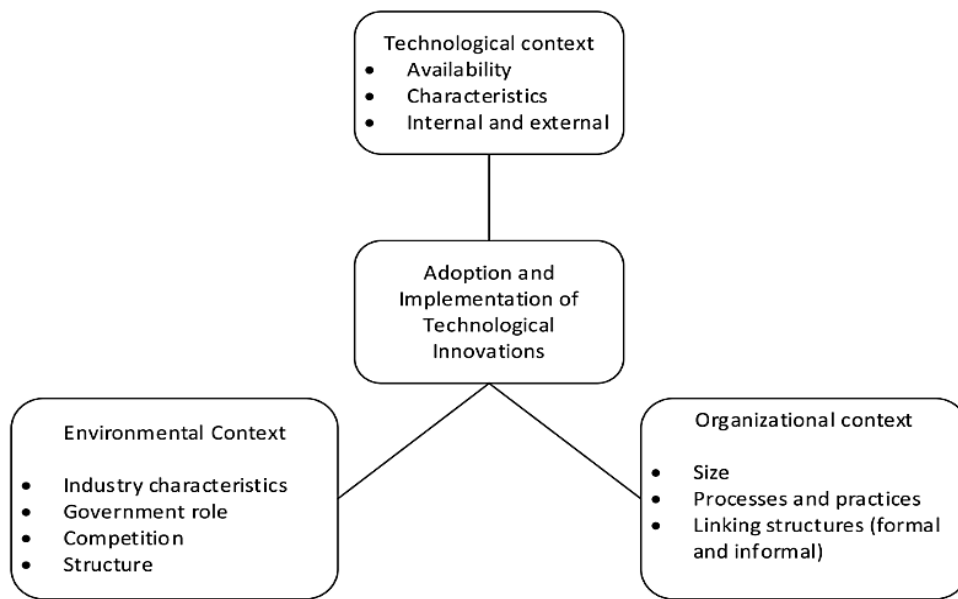 Technological context
• Availability
• Characteristics
• Internal and external
Adoption and
Implementation of
Technological
Innovations
Environmental Context
• Industry characteristics
• Government role
• Competition
• Structure
Organizational context
• Size
• Processes and practices
• Linking structures (formal
and informal)